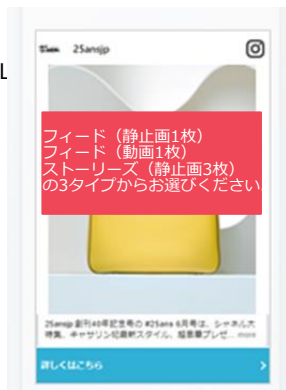 25ansjp
L
フィード（静止画1枚）
フィード（動画1枚）
ストーリーズ（静止画3枚）
の3タイプからお選びください
25ansjp 創刊40年記念号の #25ans 6月号は、シャネル大
特集、キャサリン妃最新スタイル、超豪華プレゼ... more
詳しくはこちら